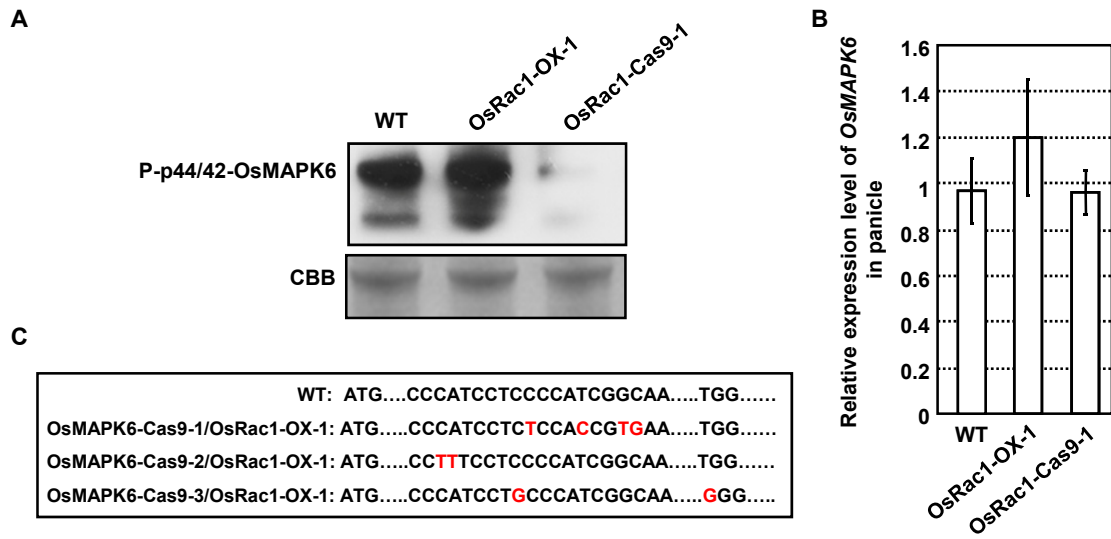 A
WT
OsRac1-OX-1
OsRac1-Cas9-1
P-p44/42-OsMAPK6
CBB
B
Relative expression level of OsMAPK6
in panicle
1.6
1.4
1.2
1
0.8
0.6
0.4
0.2
0
WT
OsRac1-OX-1
OsRac1-Cas9-1
C
WT: ATG....CCCATCCTCCCCATCGGCAA.....TGG......
OsMAPK6-Cas9-1/OsRac1-OX-1: ATG.....CCCATCCTCTCCACCGTGAA.....TGG......
OsMAPK6-Cas9-2/OsRac1-OX-1: ATG.....CCTTTCCTCCCCATCGGCAA.....TGG......
OsMAPK6-Cas9-3/OsRac1-OX-1: ATG.....CCCATCCTGCCCATCGGCAA.....GGG.....